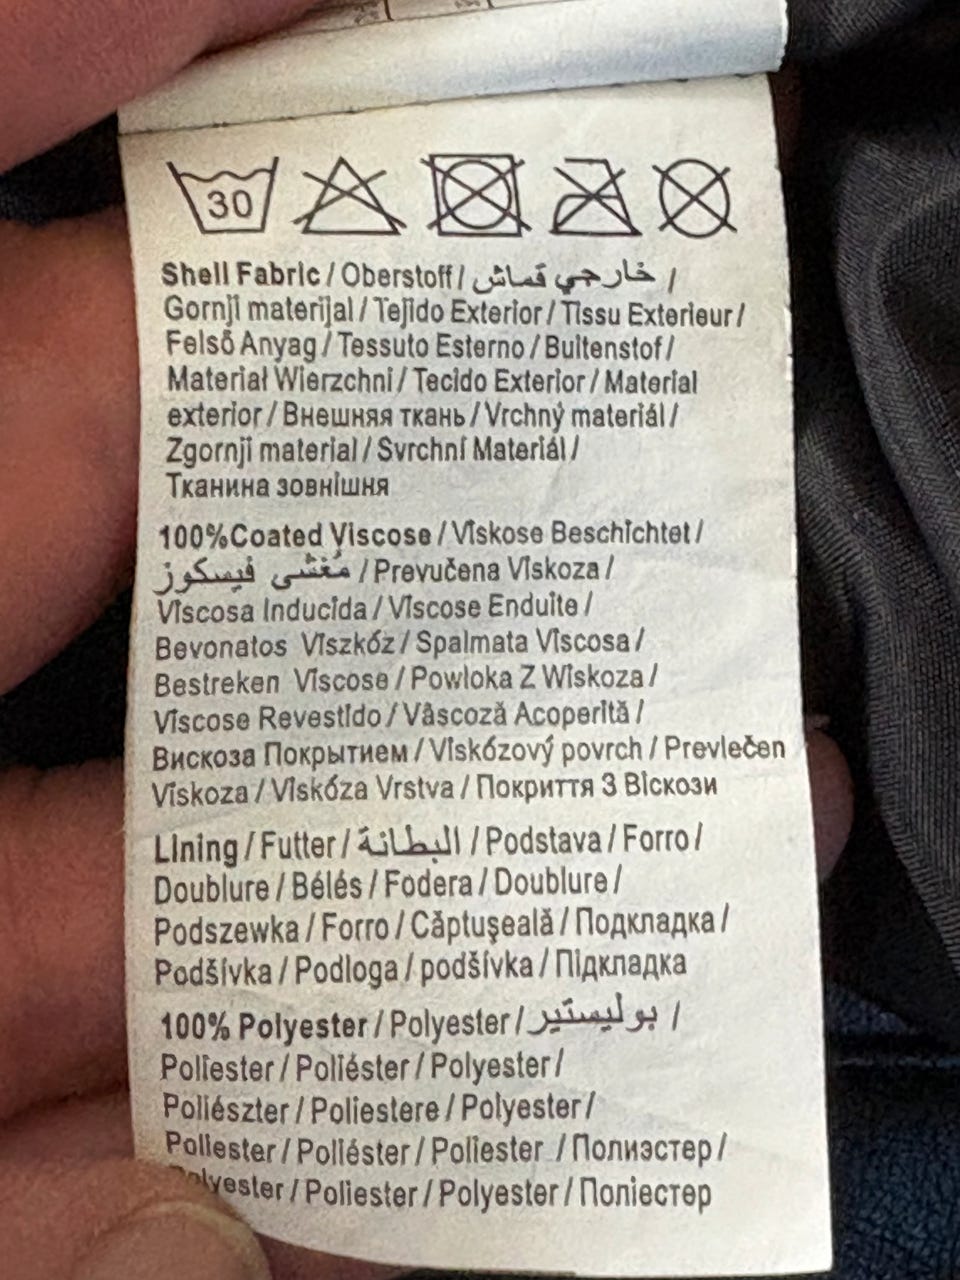 30
Shell Fabric / Oberstoff / خارجي قماش /
Gornji materijal / Tejido Exterior / Tissu Exterieur /
Felső Anyag / Tessuto Esterno / Buitenstof /
Materiał Wierzchni / Tecido Exterior / Material
exterior / Внешняя ткань / Vrchný materiál /
Zgornji material / Svrchní Materiál /
Тканина зовнішня
100%Coated Viscose / Viskose Beschichtet /
مُغشى فيسكوز / Prevučena Viskoza /
Viscosa Inducida / Viscose Enduite /
Bevonatos Viszkóz / Spalmata Viscosa /
Bestreken Viscose / Powloka Z Wiskoza /
Viscose Revestido / Vâscoză Acoperită /
Вискоза Покрытием / Viskózový povrch / Prevlečen
Viskoza / Viskóza Vrstva / Покриття З Віскози
Lining / Futter / البطانة / Podstava / Forro /
Doublure / Bélés / Fodera / Doublure /
Podszewka / Forro / Căptuşeală / Подкладка /
Podšívka / Podloga / podšívka / Підкладка
100% Polyester / Polyester / بوليستير /
Poliester / Poliéster / Polyester /
Poliészter / Poliestere / Polyester /
Poliester / Poliéster / Poliester / Полиэстер /
Polyester / Poliester / Polyester / Поліестер